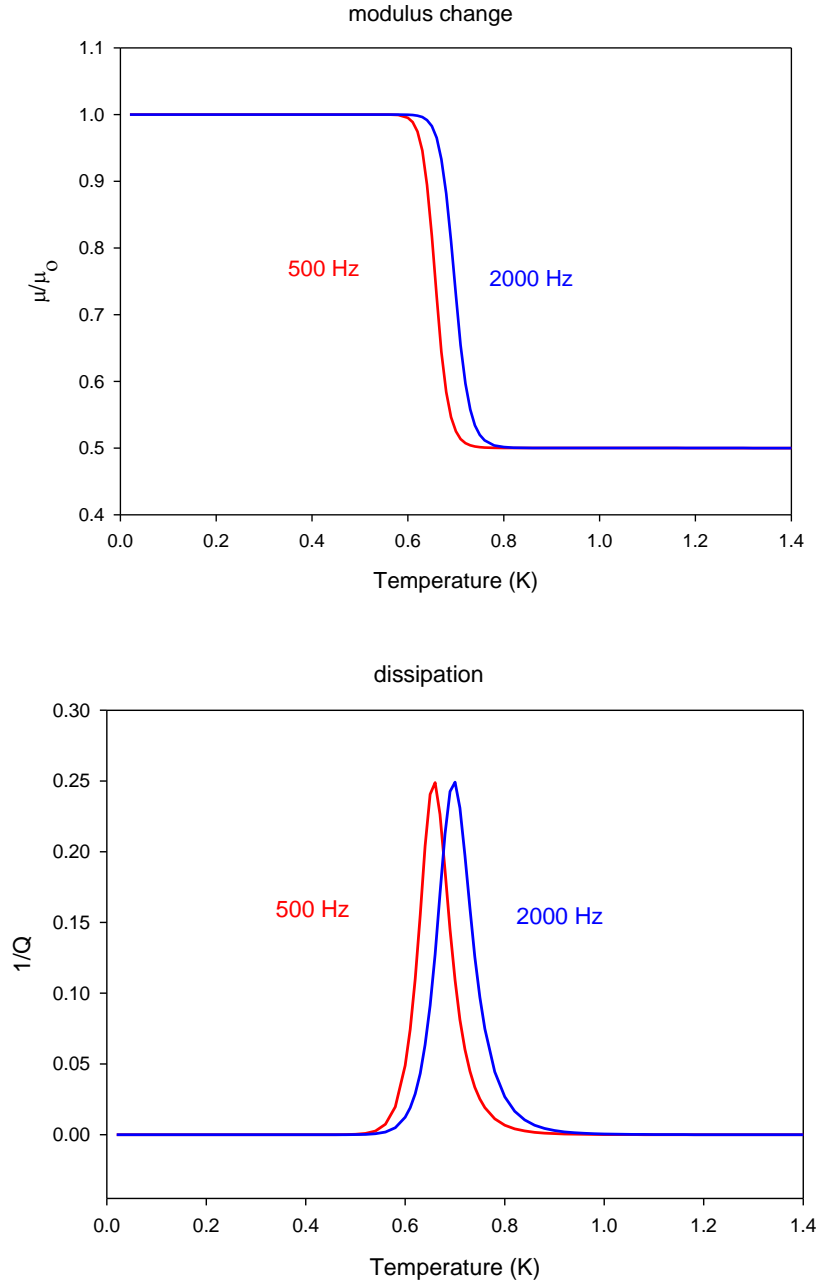 modulus change
1.1
1.0
0.9
0.8
0.7
0.6
0.5
0.4
μ/μo
500 Hz
2000 Hz
0.0 0.2 0.4 0.6 0.8 1.0 1.2 1.4
Temperature (K)
dissipation
0.30
0.25
0.20
0.15
0.10
0.05
0.00
1/Q
500 Hz
2000 Hz
0.0 0.2 0.4 0.6 0.8 1.0 1.2 1.4
Temperature (K)